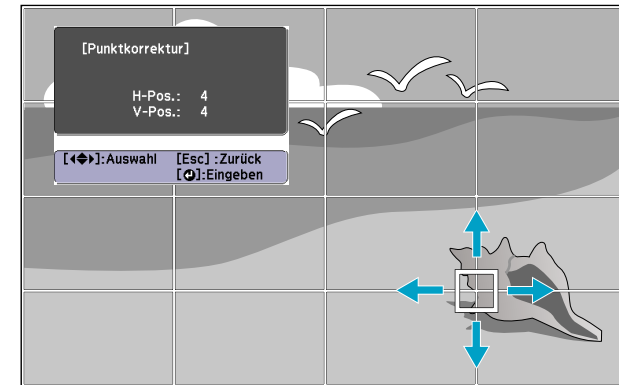 [Punktkorrektur]
H-Pos.: 4
V-Pos.: 4
[◀◆▶]:Auswahl [Esc] :Zurück
[↵]:Eingeben